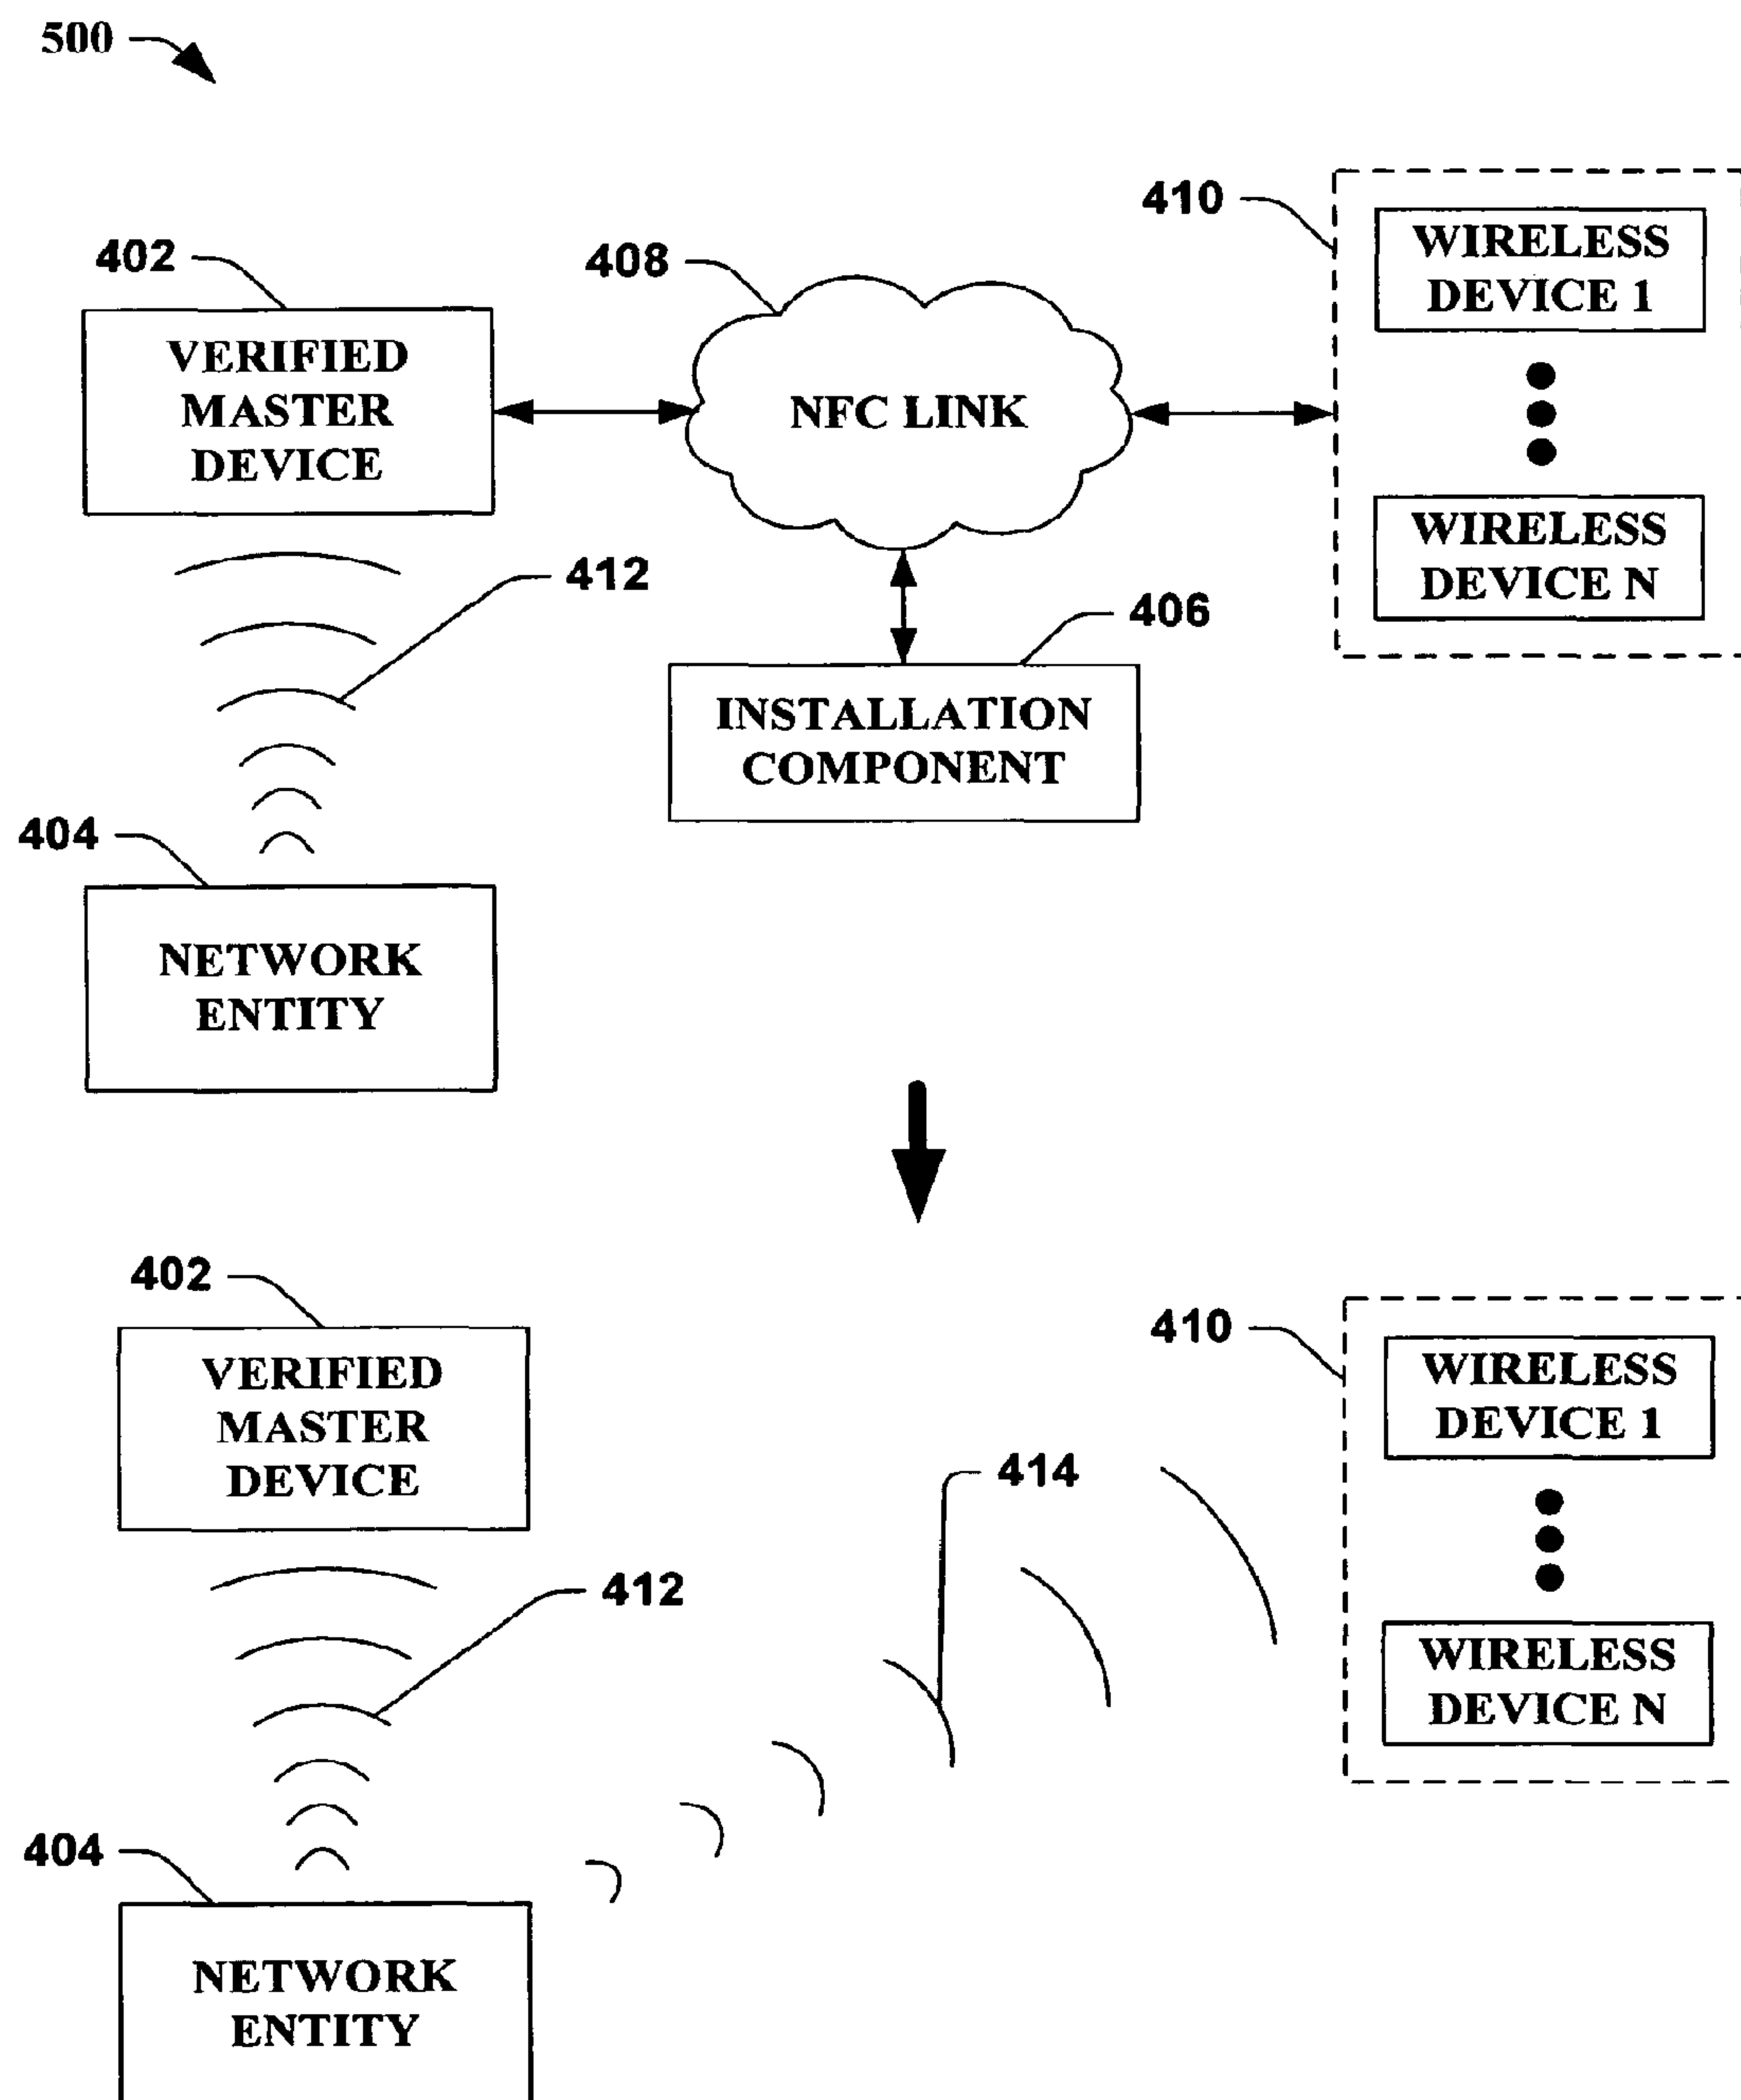 500
410
WIRELESS
DEVICE 1
402
408
VERIFIED
MASTER
DEVICE
NFC LINK
WIRELESS
DEVICE N
412
406
INSTALLATION
COMPONENT
404
NETWORK
ENTITY
402
410
VERIFIED
MASTER
DEVICE
WIRELESS
DEVICE 1
414
412
WIRELESS
DEVICE N
404
NETWORK
ENTITY